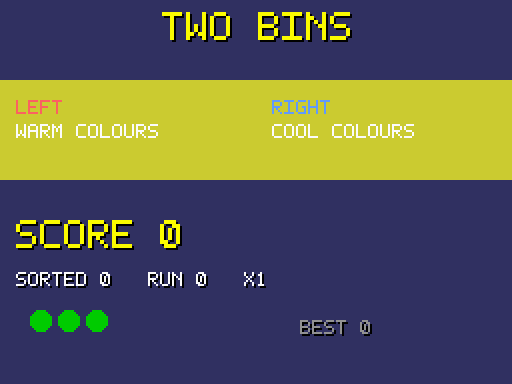 TWO BINS
LEFT
WARM COLOURS
RIGHT
COOL COLOURS
SCORE 0
SORTED 0 RUN 0 X1
BEST 0